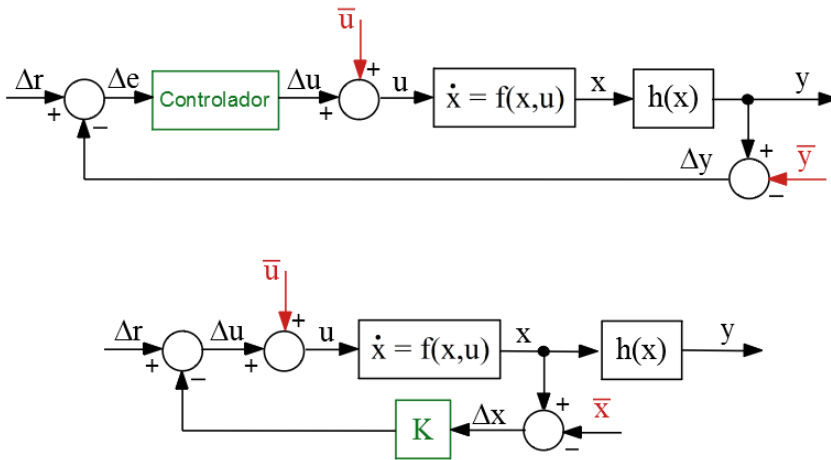 u̅
Δr + − Δe Controlador Δu + + u ẋ = f(x,u) x h(x) y
Δy + − y̅
u̅
Δr + − Δu + + u ẋ = f(x,u) x h(x) y
K Δx + − x̅